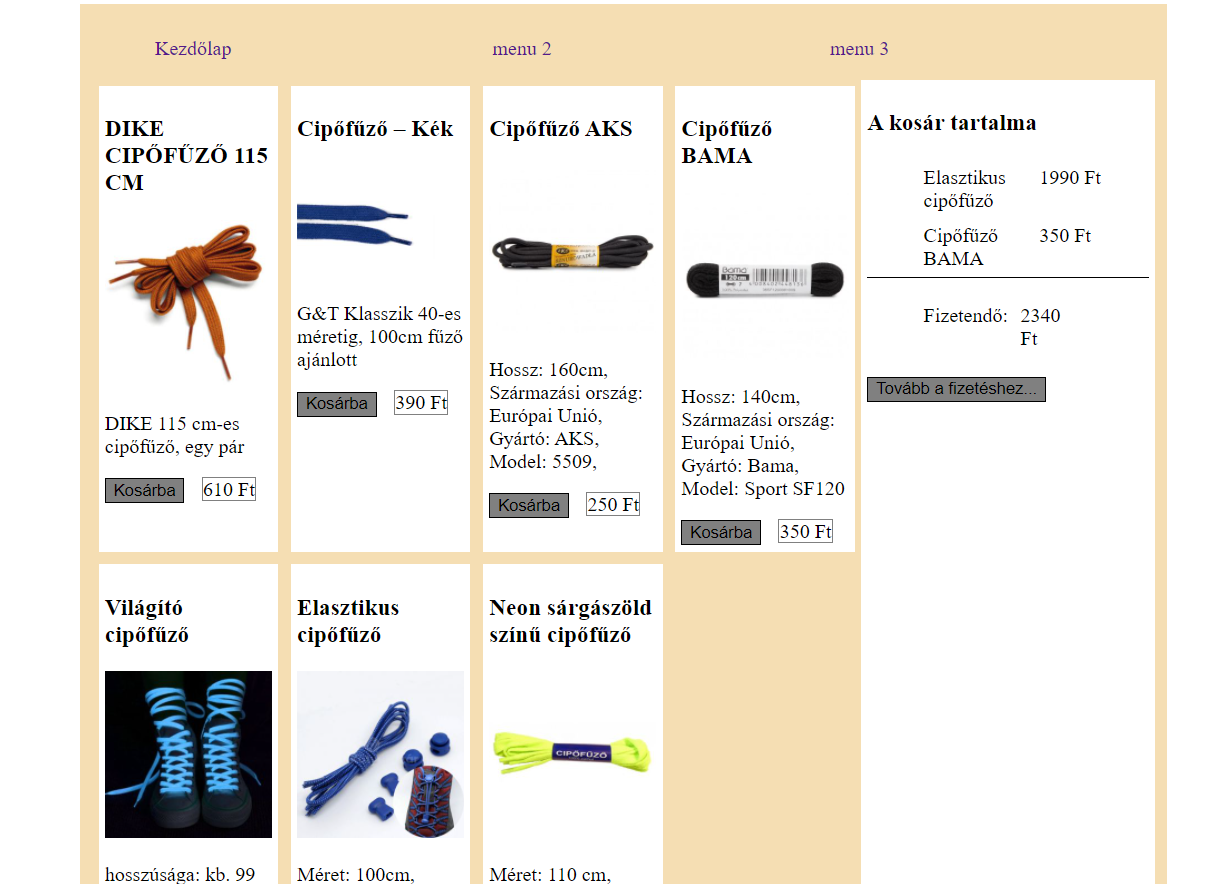 Kezdőlap
menu 2
menu 3
DIKE
CIPŐFŰZŐ 115
CM
DIKE 115 cm-es
cipőfűző, egy pár
Kosárba
610 Ft
Cipőfűző – Kék
G&T Klasszik 40-es
méretig, 100cm fűző
ajánlott
Kosárba
390 Ft
Cipőfűző AKS
Hossz: 160cm,
Származási ország:
Európai Unió,
Gyártó: AKS,
Model: 5509,
Kosárba
250 Ft
Cipőfűző
BAMA
Bama
120 cm
Hossz: 140cm,
Származási ország:
Európai Unió,
Gyártó: Bama,
Model: Sport SF120
Kosárba
350 Ft
A kosár tartalma
Elasztikus
cipőfűző
1990 Ft
Cipőfűző
BAMA
350 Ft
Fizetendő:
2340
Ft
Tovább a fizetéshez...
Világító
cipőfűző
hosszúsága: kb. 99
Elasztikus
cipőfűző
Méret: 100cm,
Neon sárgászöld
színű cipőfűző
CIPŐFŰZŐ
Méret: 110 cm,